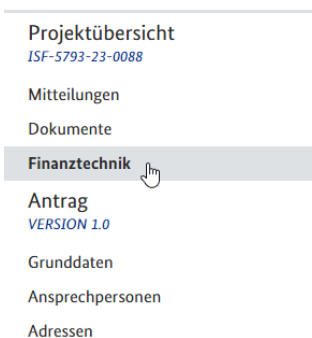 Projektübersicht
ISF-5793-23-0088
Mitteilungen
Dokumente
Finanztechnik
Antrag
VERSION 1.0
Grunddaten
Ansprechpersonen
Adressen